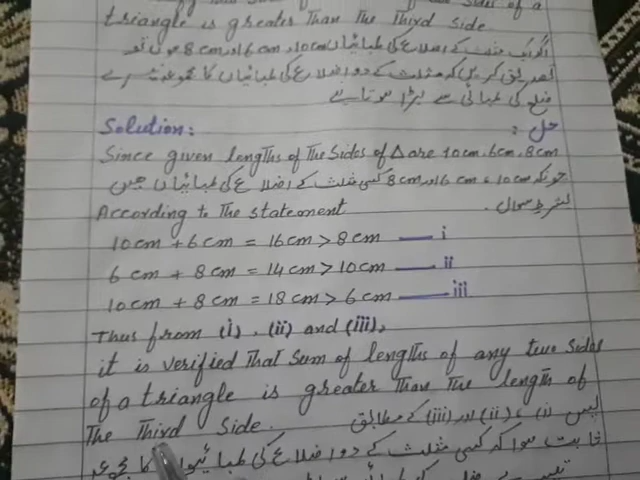 sides of a
triangle is greater Than The Third side
اگر ایک مثلث کے اضلاع کی لمبائیاں 10cm، 6cm اور 8cm ہوں تو
تصدیق کریں کہ مثلث کے دو اضلاع کی لمبائیوں کا مجموعہ تیسرے
ضلع کی لمبائی سے بڑا ہوتا ہے
Solution: حل:
Since given lengths of The Sides of Δ are 10cm, 6cm, 8cm
چونکہ 10cm، 6cm اور 8cm کسی مثلث کے اضلاع کی لمبائیاں ہیں
According to The statement بشرط سوال
10cm + 6cm = 16cm > 8cm — i
6cm + 8cm = 14cm > 10cm — ii
10cm + 8cm = 18cm > 6cm — iii
Thus from (i), (ii) and (iii),
it is verified That Sum of lengths of any two Sides
of a triangle is greater Than The length of
The Third Side. پس (i)، (ii) اور (iii) کے مطابق
ثابت ہوا کہ کسی مثلث کے دو اضلاع کی لمبائیوں کا مجموعہ